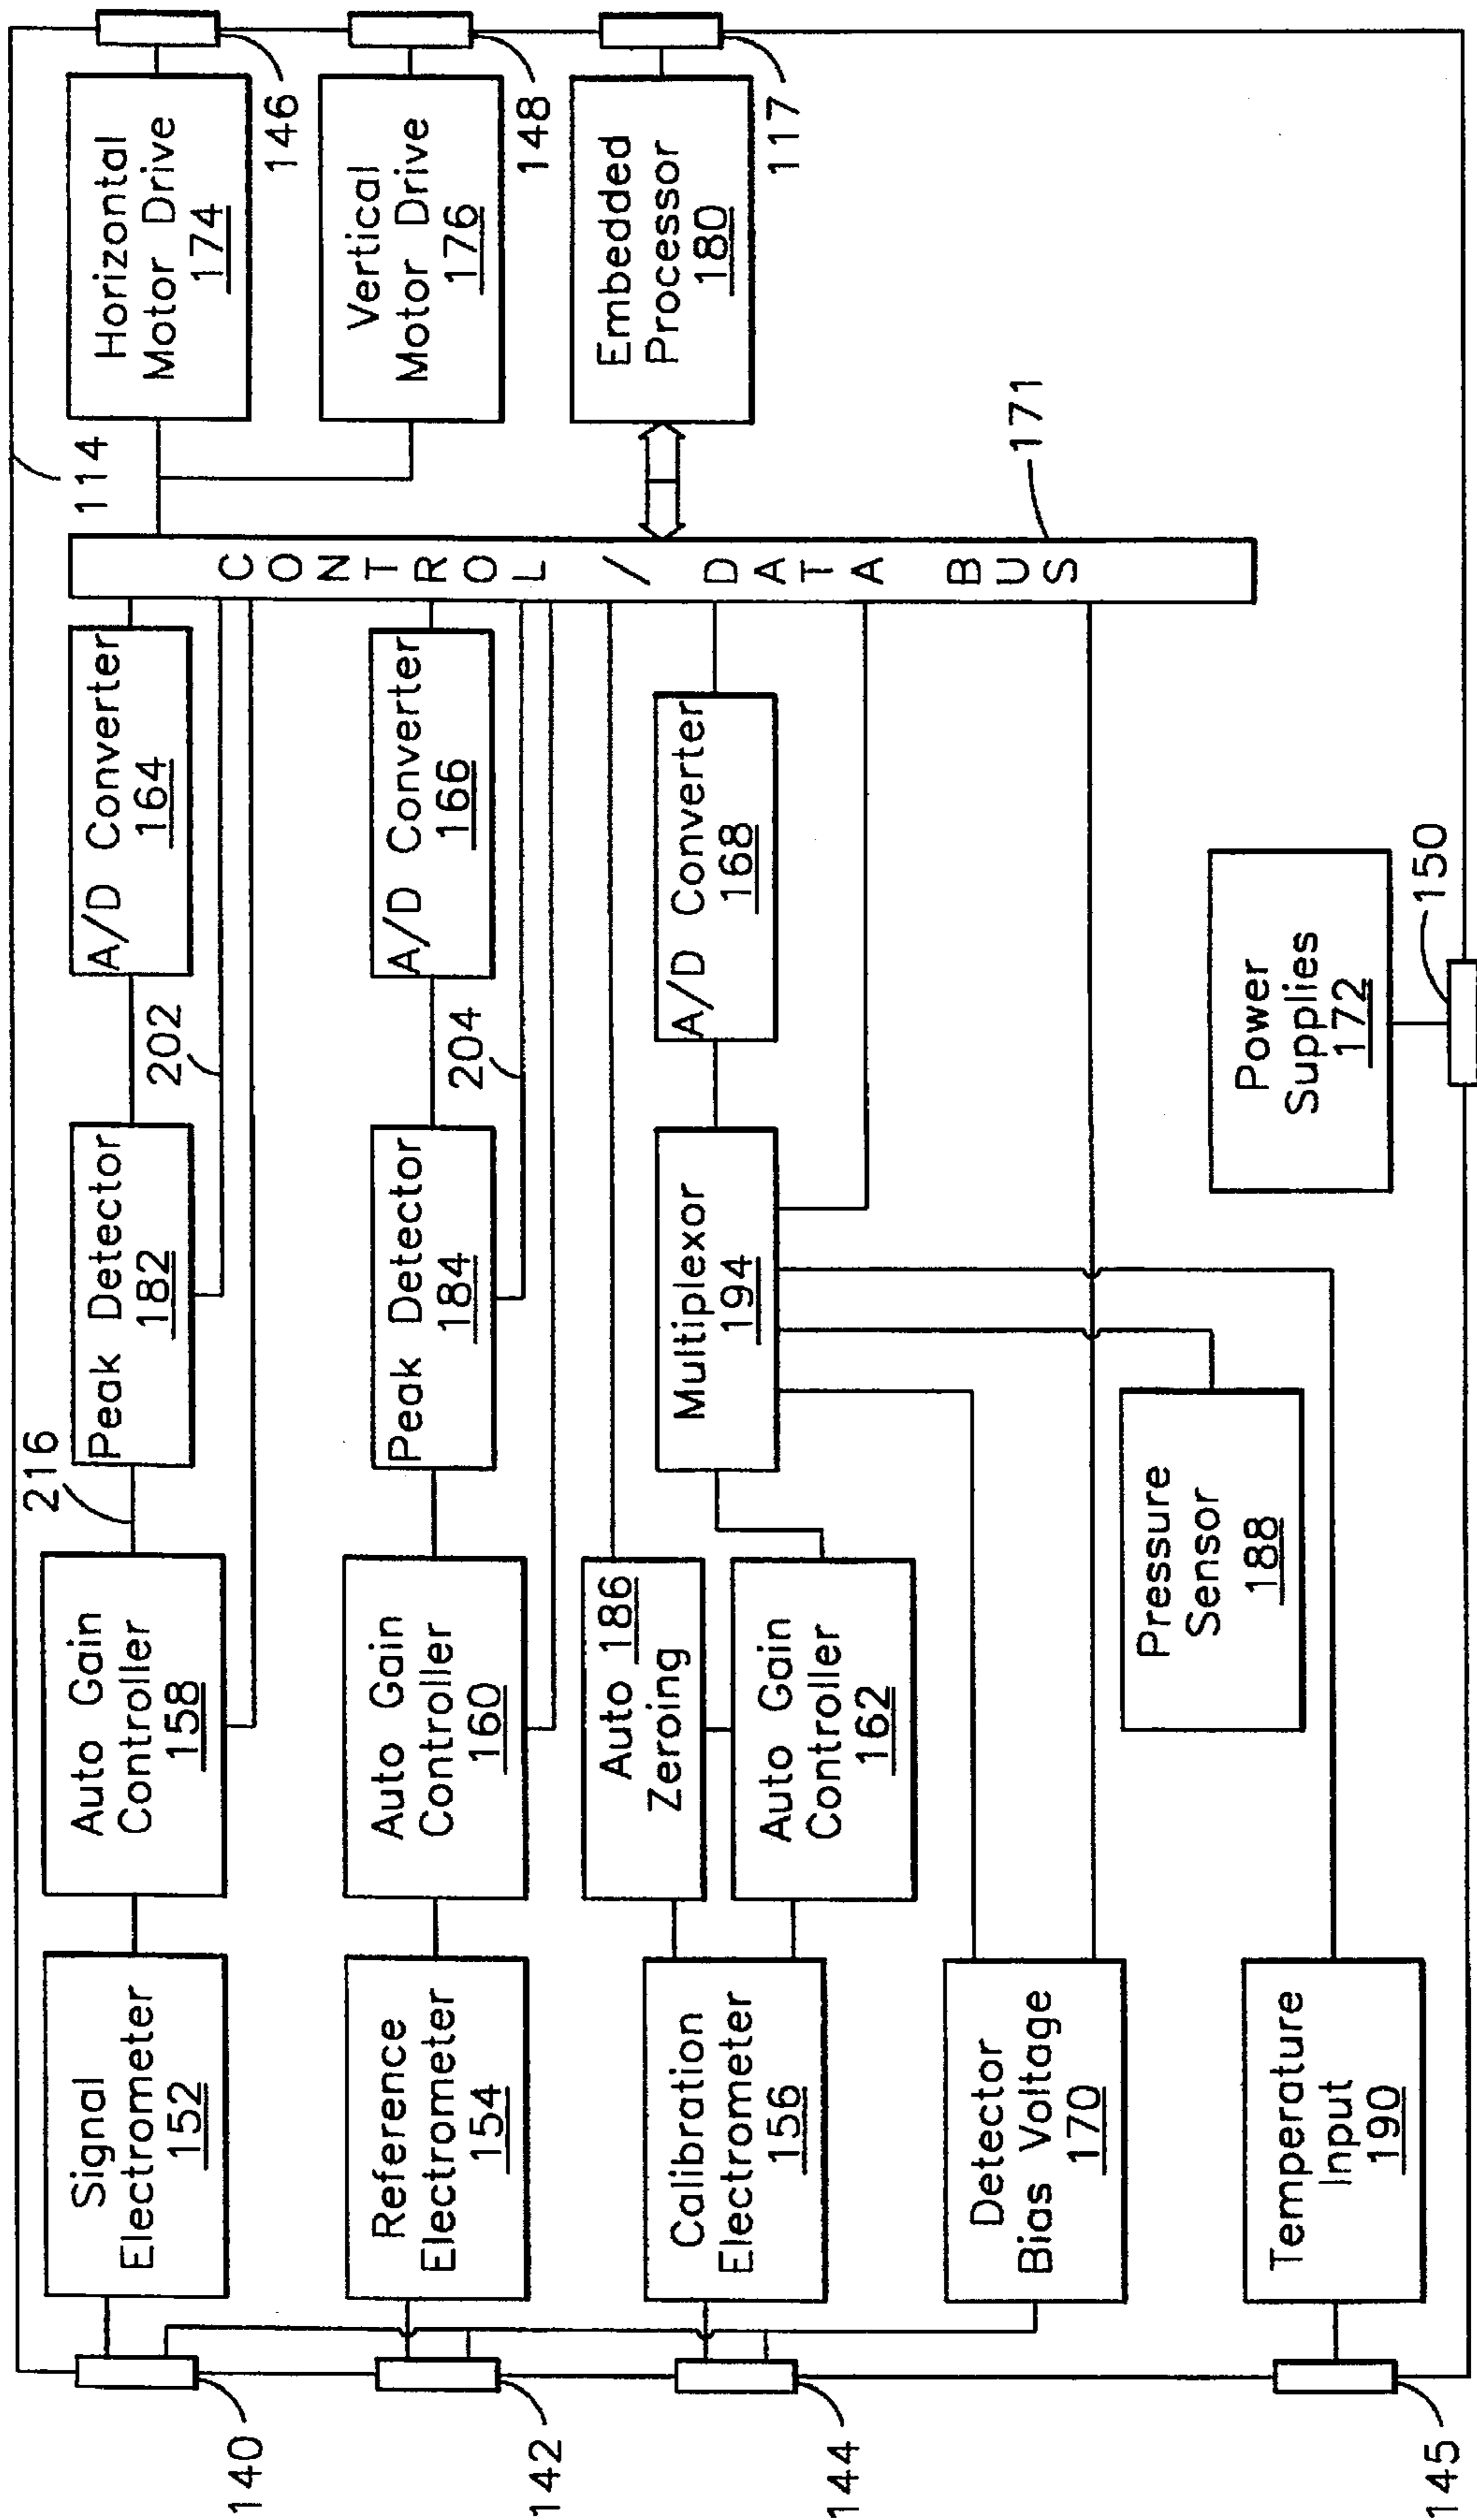 114
140
Signal
Electrometer
152
Auto Gain
Controller
158
216
Peak Detector
182
202
A/D Converter
164
Horizontal
Motor Drive
174
146
142
Reference
Electrometer
154
Auto Gain
Controller
160
Peak Detector
184
204
A/D Converter
166
Vertical
Motor Drive
176
148
144
Calibration
Electrometer
156
Auto 186
Zeroing
Auto Gain
Controller
162
Multiplexor
194
A/D Converter
168
CONTROL / DATA BUS
171
Embedded
Processor
180
117
Detector
Bias Voltage
170
Pressure
Sensor
188
145
Temperature
Input
190
Power
Supplies
172
150